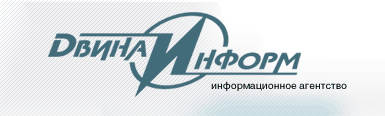 ДвинаИнформ
информационное агентство